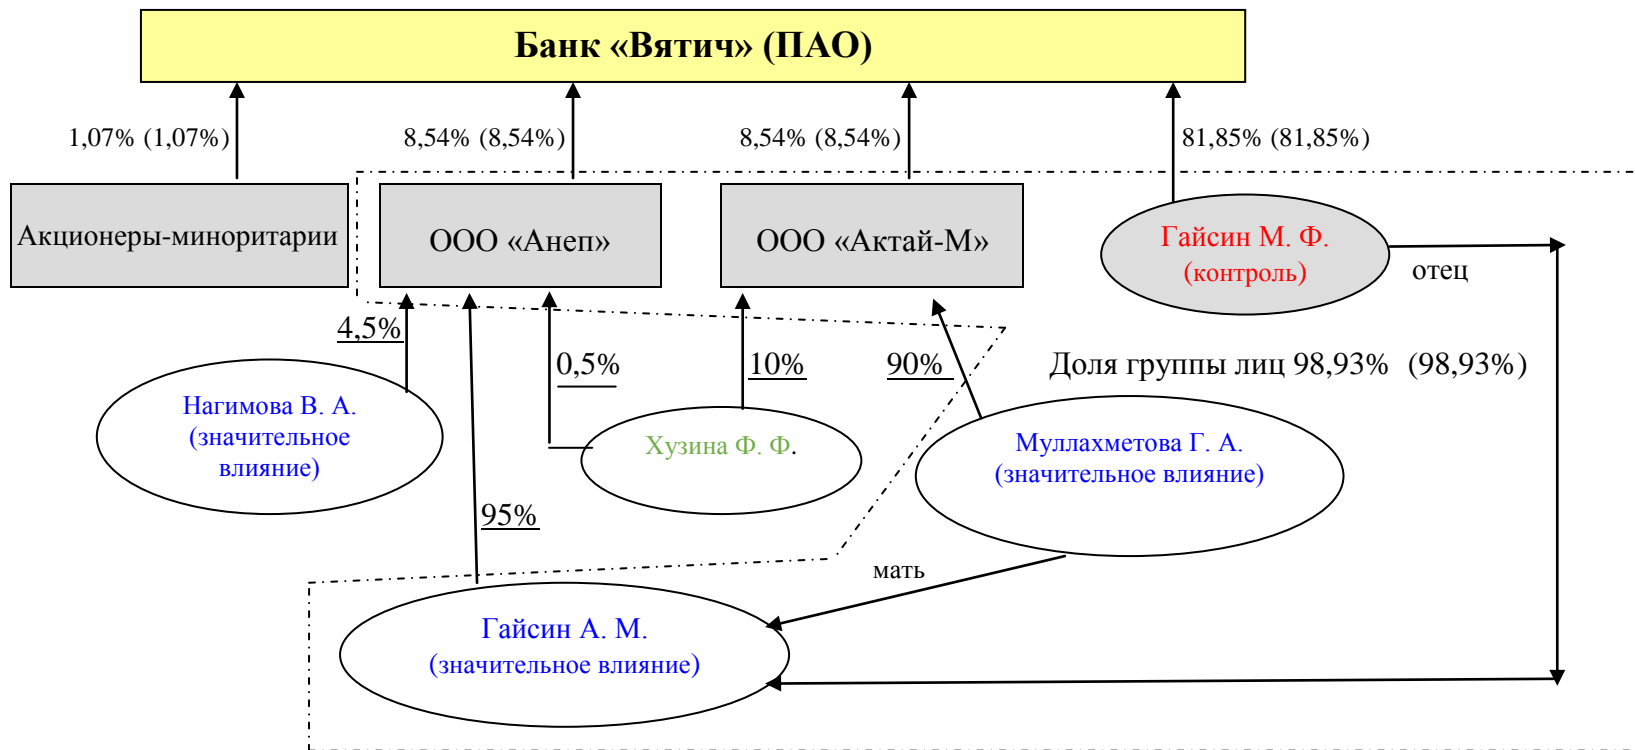 Банк «Вятич» (ПАО)
1,07% (1,07%)
8,54% (8,54%)
8,54% (8,54%)
81,85% (81,85%)
Акционеры-миноритарии
ООО «Анеп»
ООО «Актай-М»
Гайсин М. Ф.
(контроль)
отец
4,5%
0,5%
10%
90%
Доля группы лиц 98,93% (98,93%)
Нагимова В. А.
(значительное
влияние)
Хузина Ф. Ф.
Муллахметова Г. А.
(значительное влияние)
95%
мать
Гайсин А. М.
(значительное влияние)